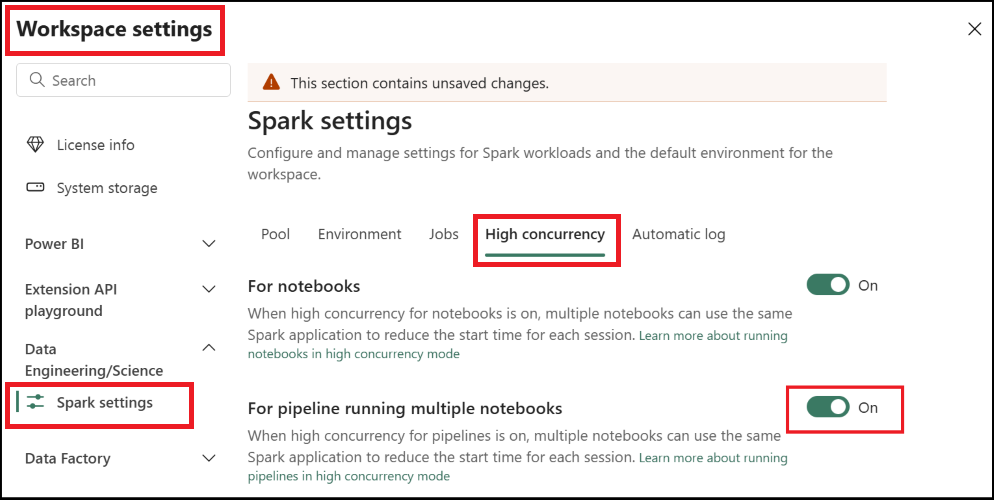 Workspace settings
Search
License info
System storage
Power BI
Extension API
playground
Data
Engineering/Science
Spark settings
Data Factory
This section contains unsaved changes.
Spark settings
Configure and manage settings for Spark workloads and the default environment for the
workspace.
Pool Environment Jobs High concurrency Automatic log
For notebooks
On
When high concurrency for notebooks is on, multiple notebooks can use the same
Spark application to reduce the start time for each session. Learn more about running
notebooks in high concurrency mode
For pipeline running multiple notebooks
On
When high concurrency for pipelines is on, multiple notebooks can use the same
Spark application to reduce the start time for each session. Learn more about running
pipelines in high concurrency mode